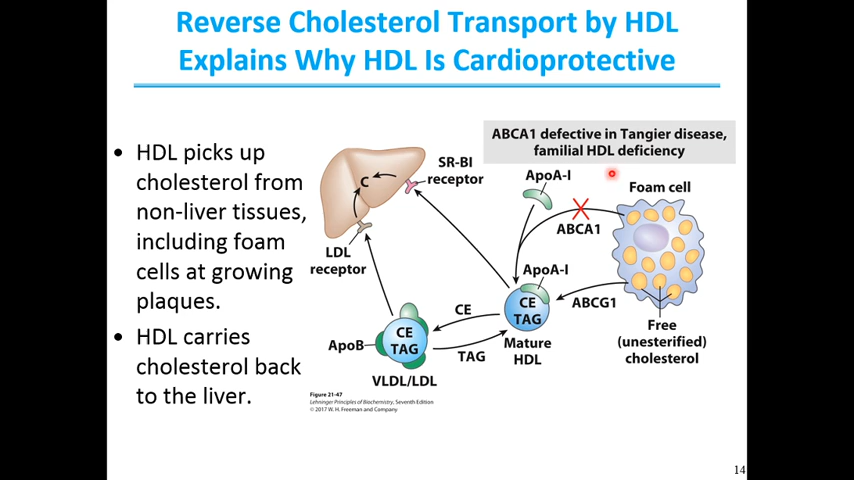 Reverse Cholesterol Transport by HDL
Explains Why HDL Is Cardioprotective
• HDL picks up
cholesterol from
non-liver tissues,
including foam
cells at growing
plaques.
• HDL carries
cholesterol back
to the liver.
ABCA1 defective in Tangier disease,
familial HDL deficiency
SR-BI
receptor
ApoA-I
Foam cell
C
ABCA1
LDL
receptor
ApoA-I
CE
TAG
ABCG1
CE
Free
(unesterified)
cholesterol
ApoB
CE
TAG
TAG
Mature
HDL
VLDL/LDL
Figure 21-47
Lehninger Principles of Biochemistry, Seventh Edition
© 2017 W. H. Freeman and Company
14